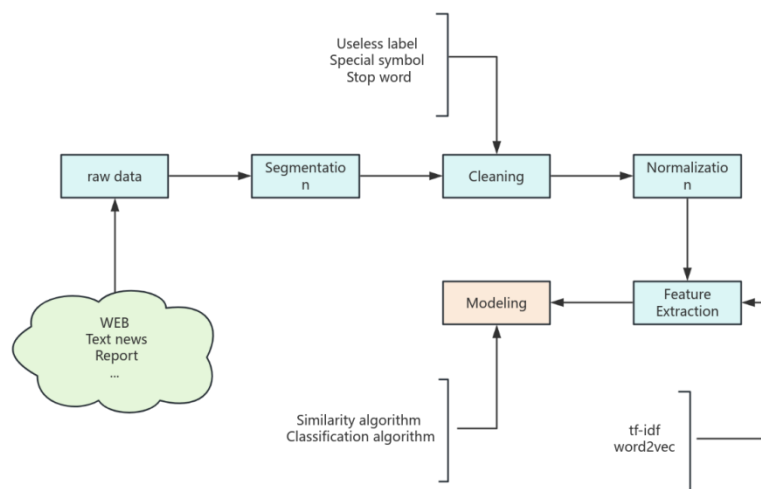 Useless label
Special symbol
Stop word
raw data
Segmentatio
n
Cleaning
Normalizatio
n
WEB
Text news
Report
...
Modeling
Feature
Extraction
Similarity algorithm
Classification algorithm
tf-idf
word2vec